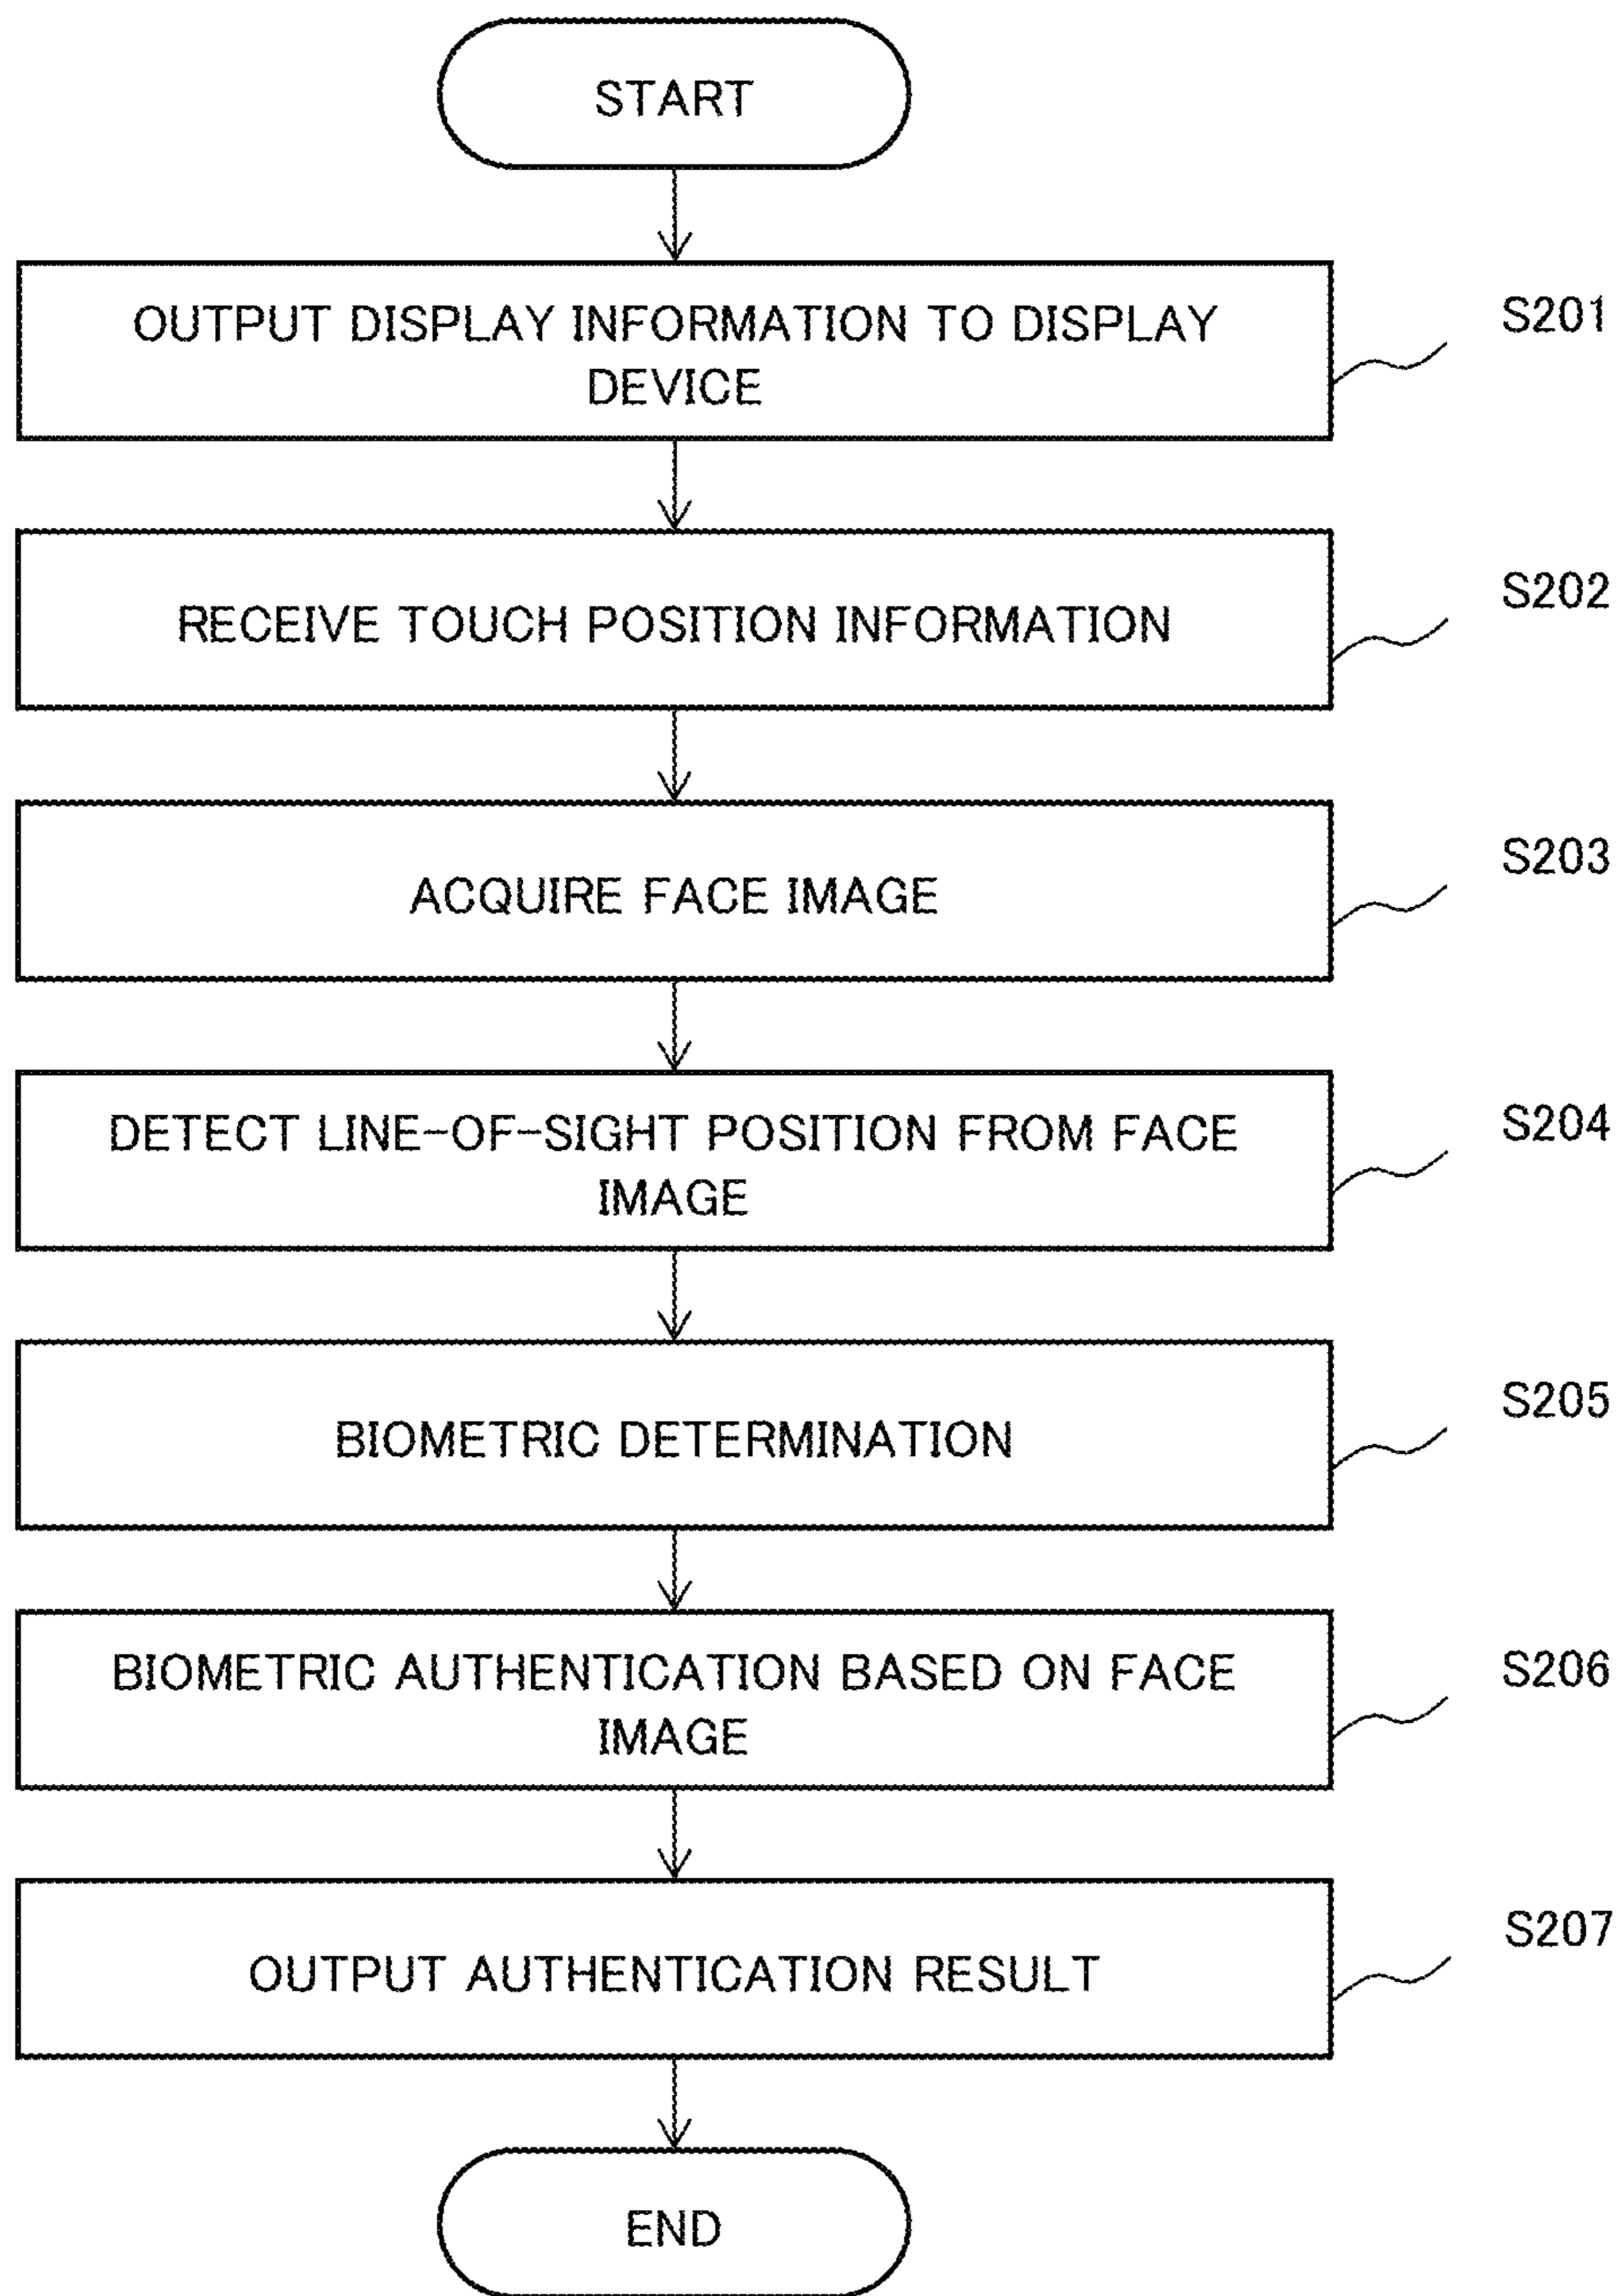 START
OUTPUT DISPLAY INFORMATION TO DISPLAY
DEVICE
S201
RECEIVE TOUCH POSITION INFORMATION
S202
ACQUIRE FACE IMAGE
S203
DETECT LINE-OF-SIGHT POSITION FROM FACE
IMAGE
S204
BIOMETRIC DETERMINATION
S205
BIOMETRIC AUTHENTICATION BASED ON FACE
IMAGE
S206
OUTPUT AUTHENTICATION RESULT
S207
END